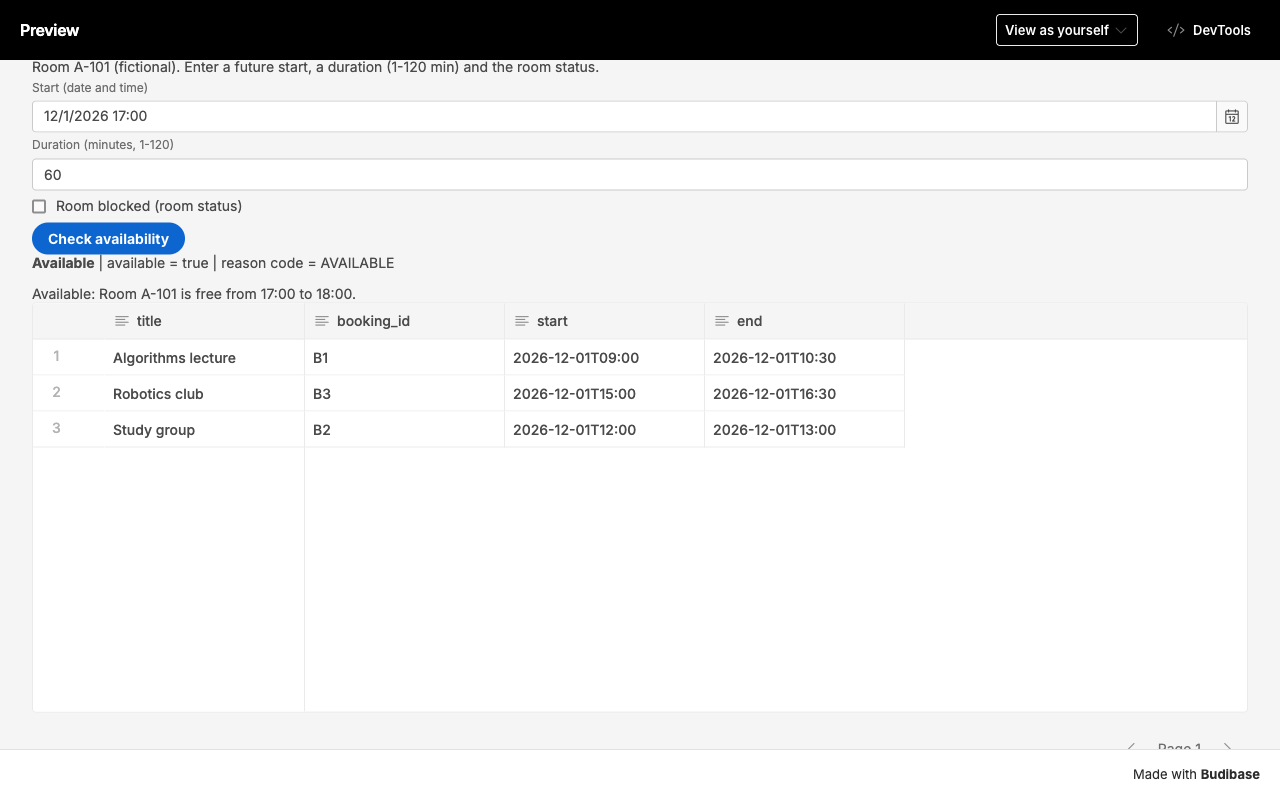 Preview
View as yourself
</> DevTools
Room A-101 (fictional). Enter a future start, a duration (1-120 min) and the room status.
Start (date and time)
12/1/2026 17:00
12
Duration (minutes, 1-120)
60
Room blocked (room status)
Check availability
Available | available = true | reason code = AVAILABLE
Available: Room A-101 is free from 17:00 to 18:00.
title booking_id start end
1 Algorithms lecture B1 2026-12-01T09:00 2026-12-01T10:30
2 Robotics club B3 2026-12-01T15:00 2026-12-01T16:30
3 Study group B2 2026-12-01T12:00 2026-12-01T13:00
Page 1
Made with Budibase